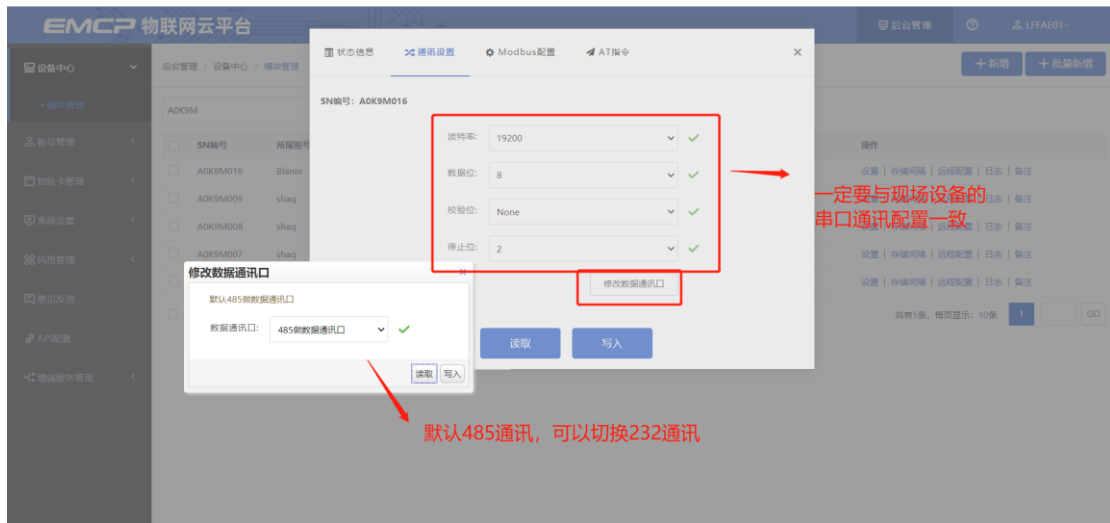 EMCP 物联网云平台
后台管理
LFFAE01
设备中心
后台管理 / 设备中心 / 模块管理
+ 新增
+ 批量新增
状态信息
通讯设置
Modbus配置
AT指令
×
SN编号: A0K9M016
• 模块管理
A0K9M
账号管理
物联卡管理
系统设置
风格管理
意见反馈
API配置
增值服务管理
SN编号 所属账号 操作
A0K9M016 Blanin 设置 | 存储间隔 | 远程配置 | 日志 | 备注
A0K9M009 shaq 设置 | 存储间隔 | 远程配置 | 日志 | 备注
A0K9M008 shaq 设置 | 存储间隔 | 远程配置 | 日志 | 备注
A0K9M007 shaq 设置 | 存储间隔 | 远程配置 | 日志 | 备注
设置 | 存储间隔 | 远程配置 | 日志 | 备注
共有5条, 每页显示: 10条 1 GO
波特率: 19200
数据位: 8
校验位: None
停止位: 2
修改数据通讯口
读取 写入
一定要与现场设备的
串口通讯配置一致
修改数据通讯口
×
默认485做数据通讯口
数据通讯口: 485做数据通讯口
读取 写入
默认485通讯，可以切换232通讯